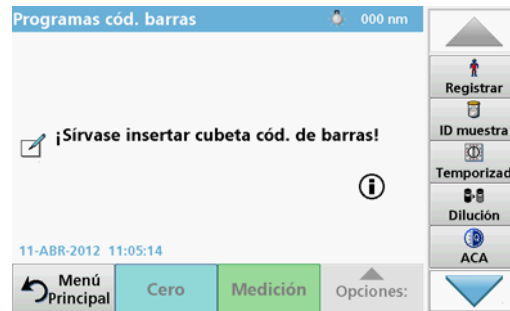 Programas cód. barras
000 nm
¡Sírvase insertar cubeta cód. de barras!
11-ABR-2012 11:05:14
Menú
Principal
Cero
Medición
Opciones:
Registrar
ID muestra
Temporizad
Dilución
ACA